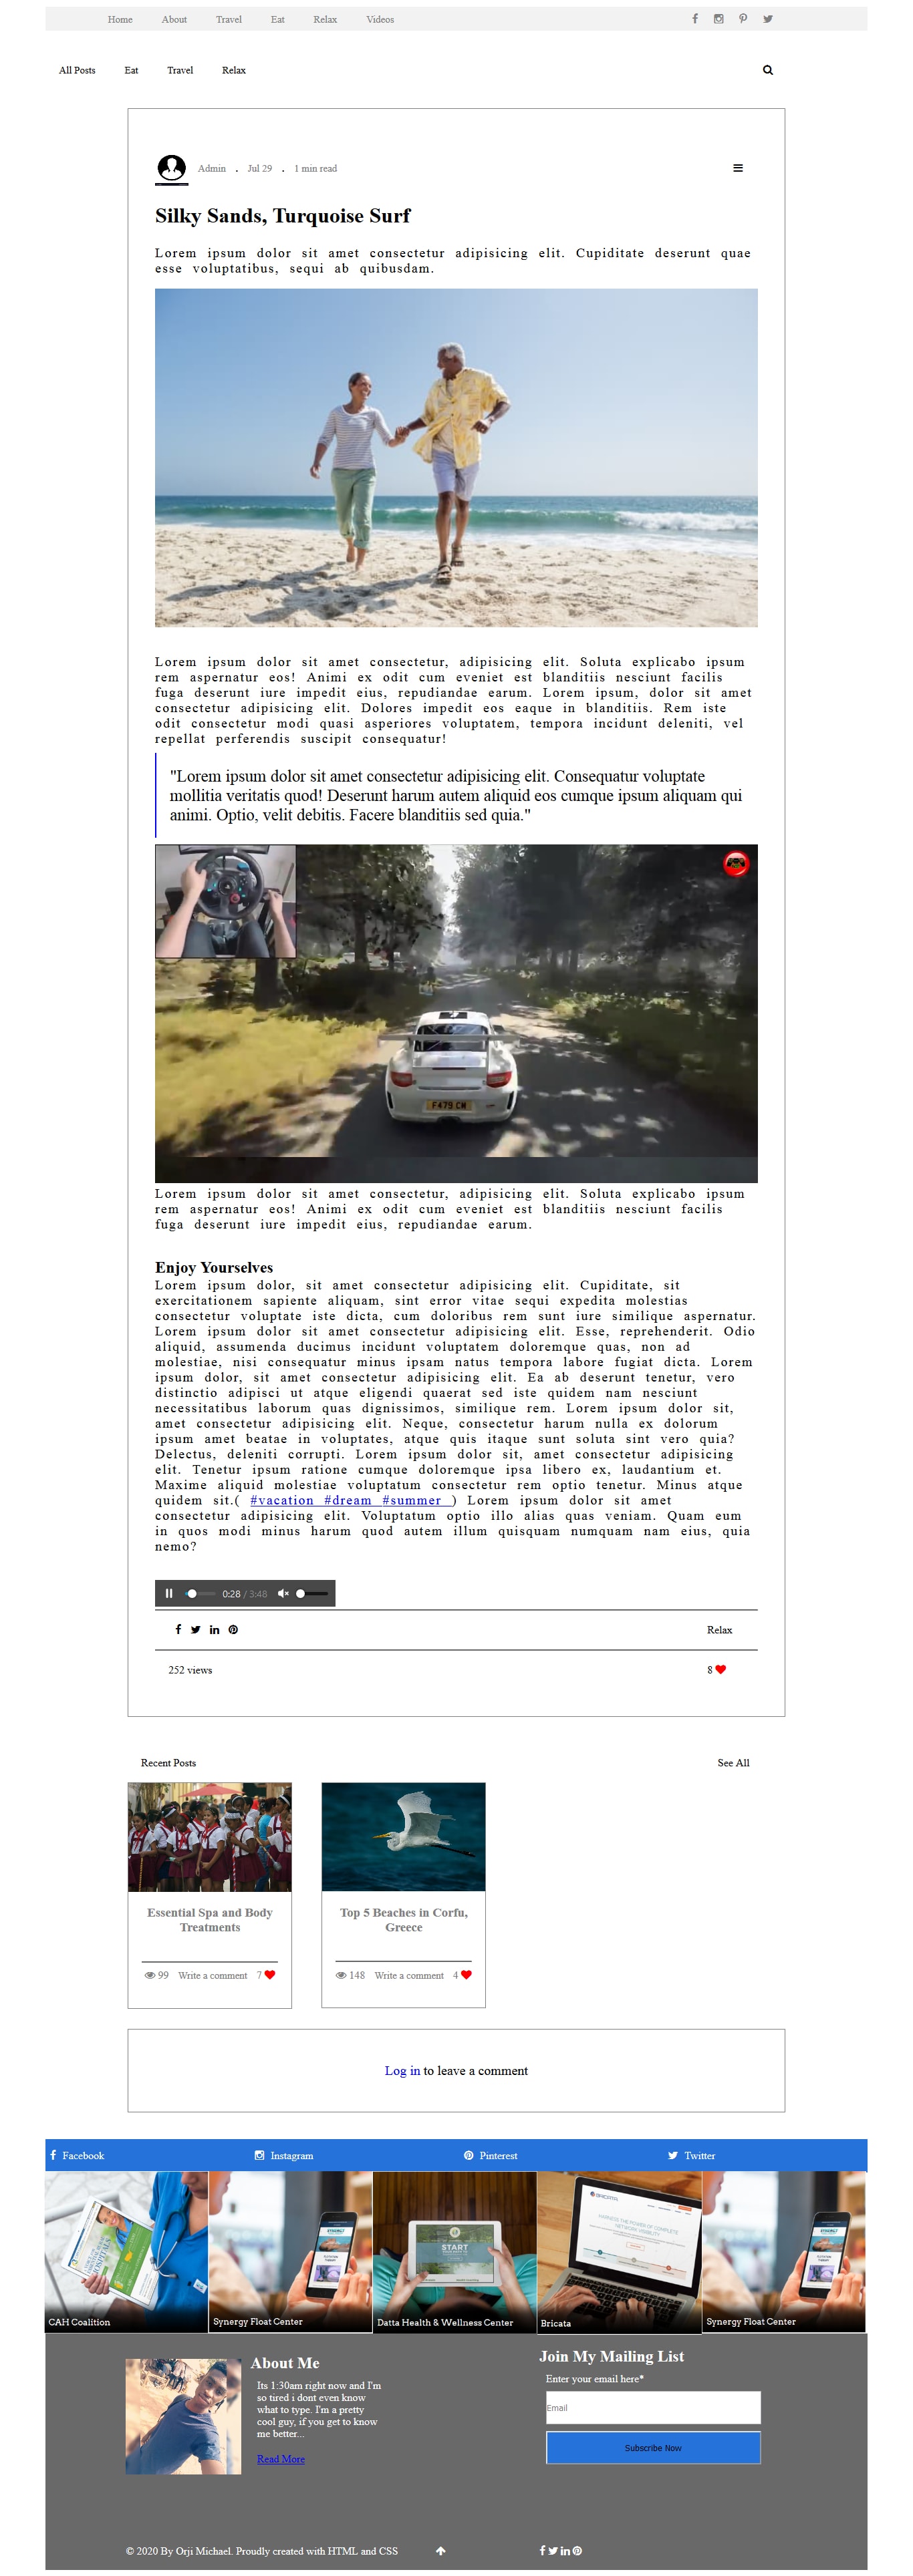 Home About Travel Eat Relax Videos
All Posts Eat Travel Relax
Admin . Jul 29 . 1 min read
Silky Sands, Turquoise Surf
Lorem ipsum dolor sit amet consectetur adipisicing elit. Cupiditate deserunt quae
esse voluptatibus, sequi ab quibusdam.
Lorem ipsum dolor sit amet consectetur, adipisicing elit. Soluta explicabo ipsum
rem aspernatur eos! Animi ex odit cum eveniet est blanditiis nesciunt facilis
fuga deserunt iure impedit eius, repudiandae earum. Lorem ipsum, dolor sit amet
consectetur adipisicing elit. Dolores impedit eos eaque in blanditiis. Rem iste
odit consectetur modi quasi asperiores voluptatem, tempora incidunt deleniti, vel
repellat perferendis suscipit consequatur!
"Lorem ipsum dolor sit amet consectetur adipisicing elit. Consequatur voluptate
mollitia veritatis quod! Deserunt harum autem aliquid eos cumque ipsum aliquam qui
animi. Optio, velit debitis. Facere blanditiis sed quia."
F479 CW
Lorem ipsum dolor sit amet consectetur, adipisicing elit. Soluta explicabo ipsum
rem aspernatur eos! Animi ex odit cum eveniet est blanditiis nesciunt facilis
fuga deserunt iure impedit eius, repudiandae earum.
Enjoy Yourselves
Lorem ipsum dolor, sit amet consectetur adipisicing elit. Cupiditate, sit
exercitationem sapiente aliquam, sint error vitae sequi expedita molestias
consectetur voluptate iste dicta, cum doloribus rem sunt iure similique aspernatur.
Lorem ipsum dolor sit amet consectetur adipisicing elit. Esse, reprehenderit. Odio
aliquid, assumenda ducimus incidunt voluptatem doloremque quas, non ad
molestiae, nisi consequatur minus ipsam natus tempora labore fugiat dicta. Lorem
ipsum dolor, sit amet consectetur adipisicing elit. Ea ab deserunt tenetur, vero
distinctio adipisci ut atque eligendi quaerat sed iste quidem nam nesciunt
necessitatibus laborum quas dignissimos, similique rem. Lorem ipsum dolor sit,
amet consectetur adipisicing elit. Neque, consectetur harum nulla ex dolorum
ipsum amet beatae in voluptates, atque quis itaque sunt soluta sint vero quia?
Delectus, deleniti corrupti. Lorem ipsum dolor sit, amet consectetur adipisicing
elit. Tenetur ipsum ratione cumque doloremque ipsa libero ex, laudantium et.
Maxime aliquid molestiae voluptatum consectetur rem optio tenetur. Minus atque
quidem sit.( #vacation #dream #summer ) Lorem ipsum dolor sit amet
consectetur adipisicing elit. Voluptatum optio illo alias quas veniam. Quam eum
in quos modi minus harum quod autem illum quisquam numquam nam eius, quia
nemo?
0:28 / 3:48
Relax
252 views 8
Recent Posts See All
Essential Spa and Body
Treatments
99 Write a comment 7
Top 5 Beaches in Corfu,
Greece
148 Write a comment 4
Log in to leave a comment
Facebook Instagram Pinterest Twitter
BRICATA
START
CAH Coalition
Synergy Float Center
Datta Health & Wellness Center
Bricata
Synergy Float Center
About Me
Its 1:30am right now and I'm
so tired i dont even know
what to type. I'm a pretty
cool guy, if you get to know
me better...
Read More
Join My Mailing List
Enter your email here*
Email
Subscribe Now
© 2020 By Orji Michael. Proudly created with HTML and CSS